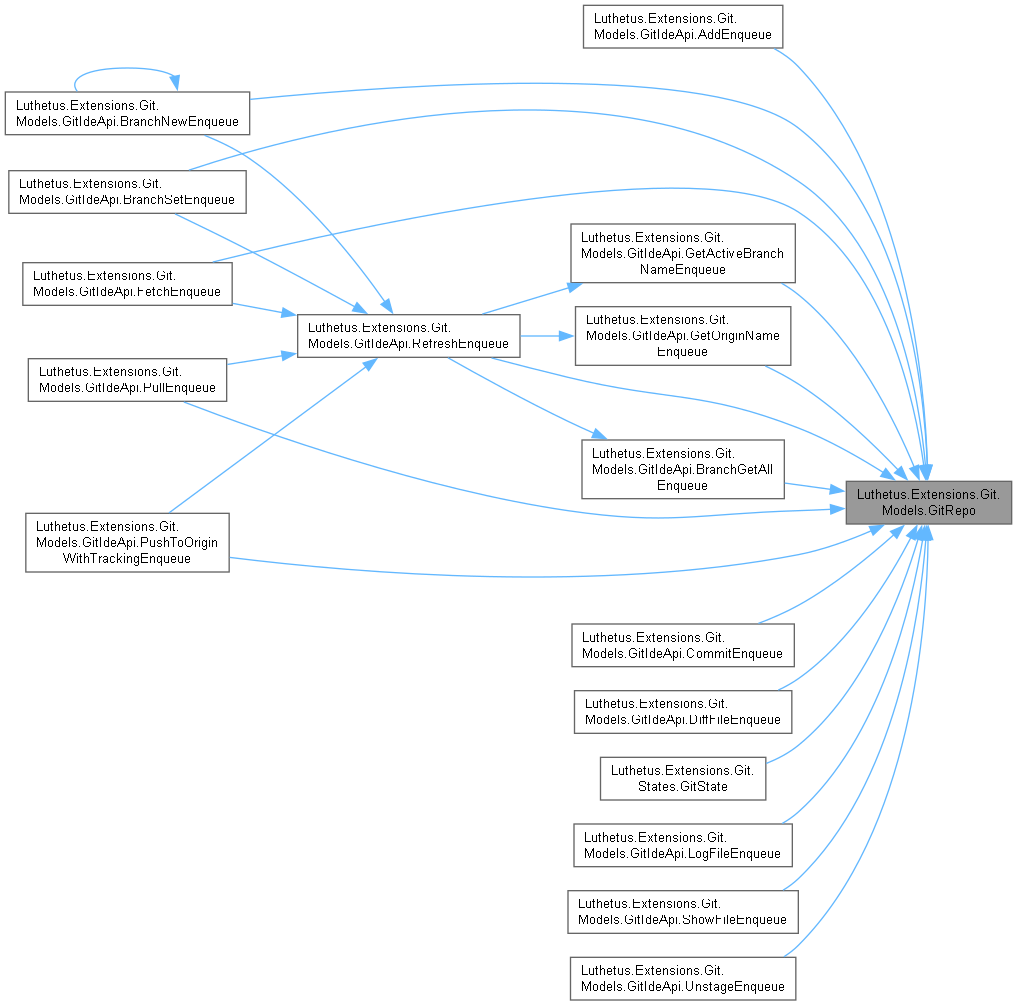 Luthetus.Extensions.Git.
Models.GitIdeApi.AddEnqueue
Luthetus.Extensions.Git.
Models.GitIdeApi.BranchNewEnqueue
Luthetus.Extensions.Git.
Models.GitIdeApi.BranchSetEnqueue
Luthetus.Extensions.Git.
Models.GitIdeApi.GetActiveBranch
NameEnqueue
Luthetus.Extensions.Git.
Models.GitIdeApi.FetchEnqueue
Luthetus.Extensions.Git.
Models.GitIdeApi.GetOriginName
Enqueue
Luthetus.Extensions.Git.
Models.GitIdeApi.RefreshEnqueue
Luthetus.Extensions.Git.
Models.GitIdeApi.PullEnqueue
Luthetus.Extensions.Git.
Models.GitIdeApi.BranchGetAll
Enqueue
Luthetus.Extensions.Git.
Models.GitRepo
Luthetus.Extensions.Git.
Models.GitIdeApi.PushToOrigin
WithTrackingEnqueue
Luthetus.Extensions.Git.
Models.GitIdeApi.CommitEnqueue
Luthetus.Extensions.Git.
Models.GitIdeApi.DiffFileEnqueue
Luthetus.Extensions.Git.
States.GitState
Luthetus.Extensions.Git.
Models.GitIdeApi.LogFileEnqueue
Luthetus.Extensions.Git.
Models.GitIdeApi.ShowFileEnqueue
Luthetus.Extensions.Git.
Models.GitIdeApi.UnstageEnqueue